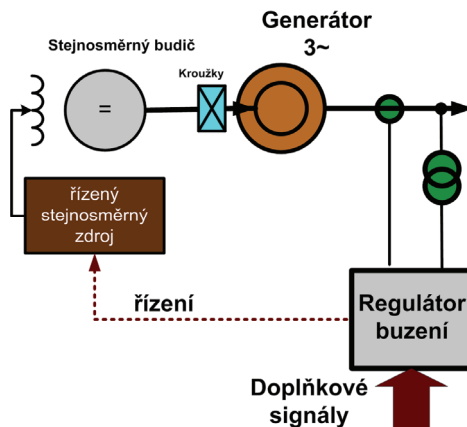 Generátor
3~
Stejnosměrný budič
Kroužky
=
řízený
stejnosměrný
zdroj
řízení
Regulátor
buzení
Doplňkové
signály